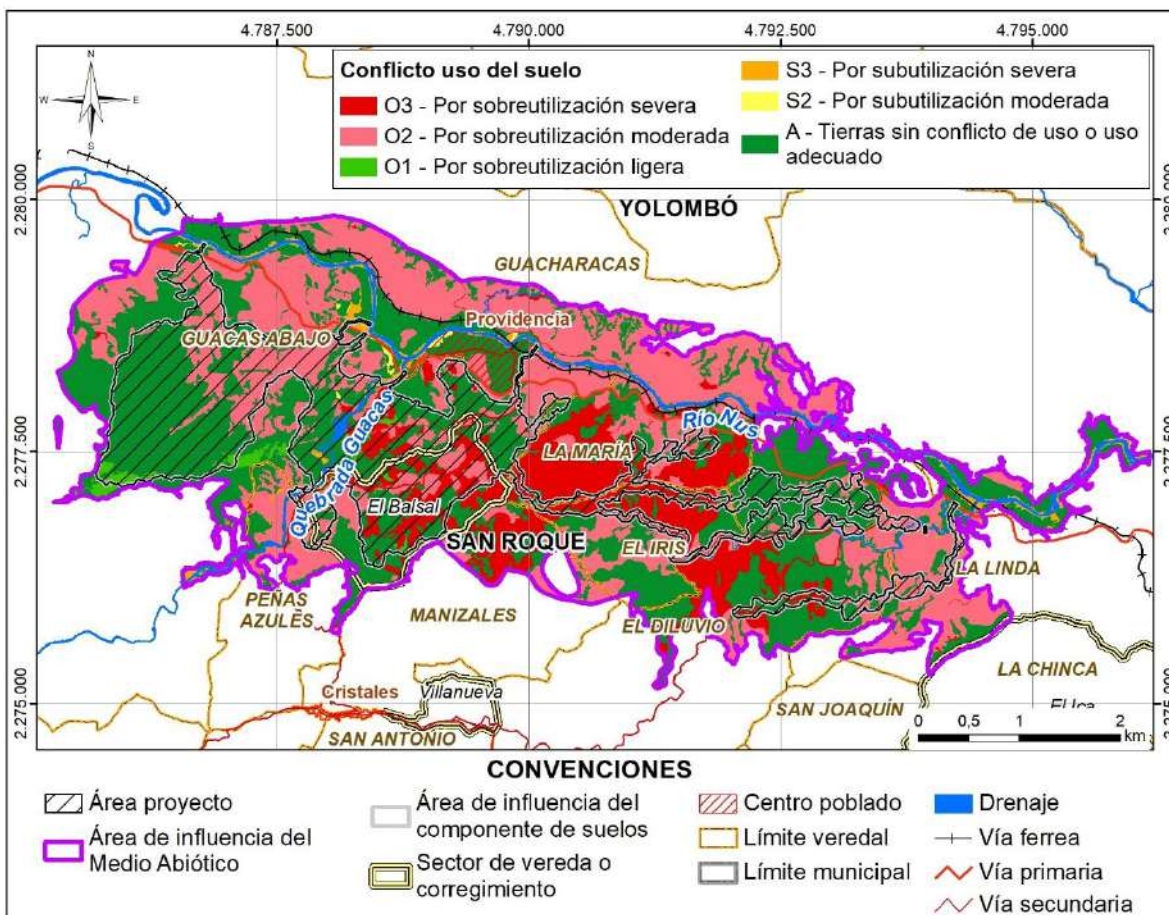 4.787.500 4.790.000 4.792.500 4.795.000
N
W E
S
Conflicto uso del suelo
O3 - Por sobreutilización severa
O2 - Por sobreutilización moderada
O1 - Por sobreutilización ligera
S3 - Por subutilización severa
S2 - Por subutilización moderada
A - Tierras sin conflicto de uso o uso
adecuado
2.280.000 2.280.000
YOLOMBÓ
GUACHARACAS
Providencia
GUACAS ABAJO
Río Nus
Quebrada Guacas
LA MARÍA
2.277.500 2.277.500
El Balsal
SAN ROQUE
EL IRIS
LA LINDA
PEÑAS
AZULES
MANIZALES
EL DILUVIO
LA CHINCA
Cristales
Villanueva
SAN JOAQUÍN
SAN ANTONIO
2.275.000 2.275.000
0 0,5 1 2
km
CONVENCIONES
Área proyecto
Área de influencia del
Medio Abiótico
Área de influencia del
componente de suelos
Sector de vereda o
corregimiento
Centro poblado
Límite veredal
Límite municipal
Drenaje
Vía ferrea
Vía primaria
Vía secundaria